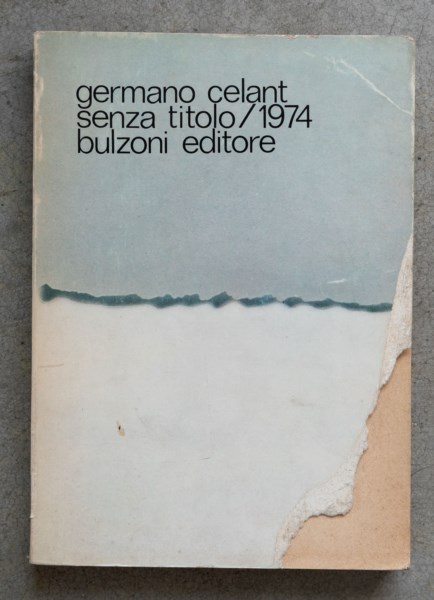 germano celant
senza titolo/1974
bulzoni editore